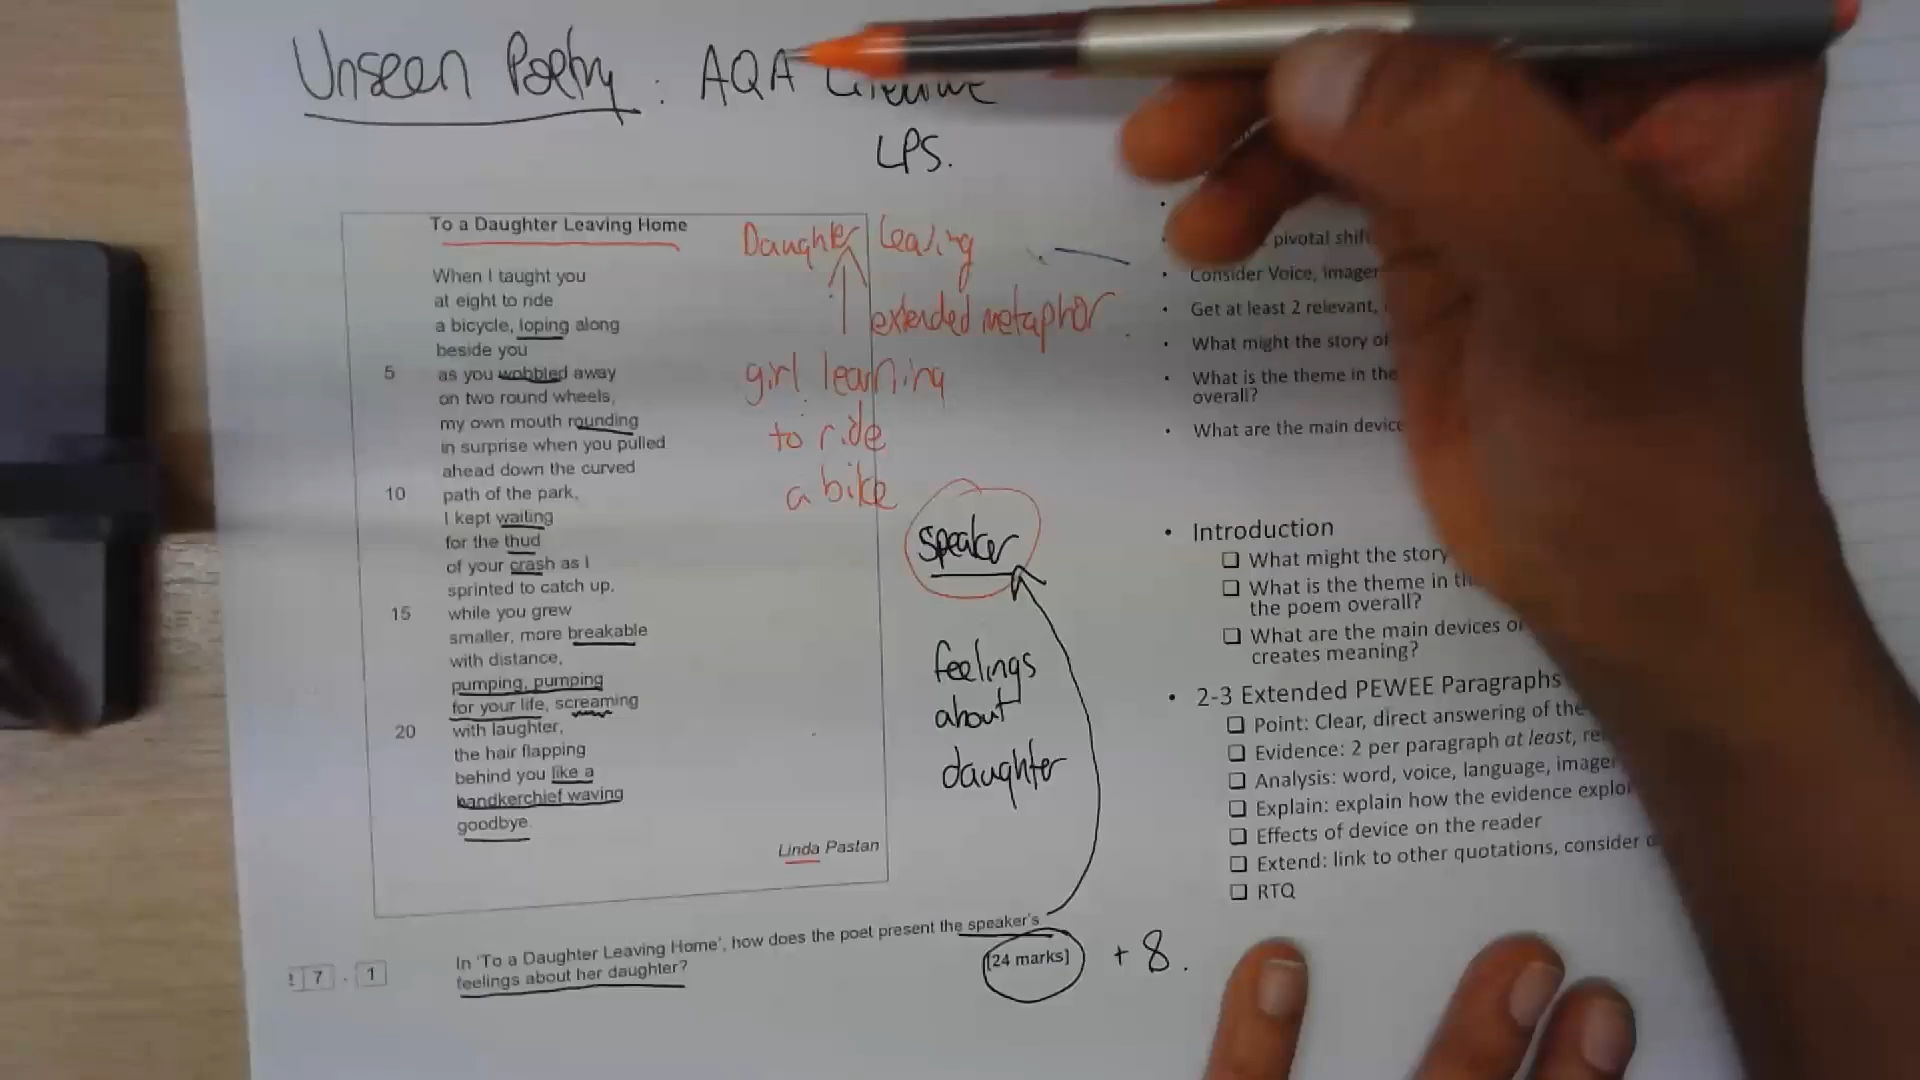 Unseen Poetry : AQA
LPS.
To a Daughter Leaving Home
When I taught you
at eight to ride
a bicycle, loping along
beside you
5 as you wobbled away
on two round wheels,
my own mouth rounding
in surprise when you pulled
ahead down the curved
10 path of the park,
I kept waiting
for the thud
of your crash as I
sprinted to catch up,
15 while you grew
smaller, more breakable
with distance,
pumping, pumping
for your life, screaming
20 with laughter,
the hair flapping
behind you like a
handkerchief waving
goodbye.
Linda Pastan
Daughter leaving
extended metaphor
girl learning
to ride
a bike
speaker
feelings
about
daughter
7 . 1
In 'To a Daughter Leaving Home', how does the poet present the speaker's
feelings about her daughter?
[24 marks] + 8.
pivotal shift
• Consider Voice, imager
• Get at least 2 relevant,
• What might the story of
• What is the theme in the
overall?
• What are the main device
• Introduction
❑ What might the story
❑ What is the theme in th
the poem overall?
❑ What are the main devices o
creates meaning?
• 2-3 Extended PEWEE Paragraphs
❑ Point: Clear, direct answering of the
❑ Evidence: 2 per paragraph at least, re
❑ Analysis: word, voice, language, imager
❑ Explain: explain how the evidence explo
❑ Effects of device on the reader
❑ Extend: link to other quotations, consider
❑ RTQ